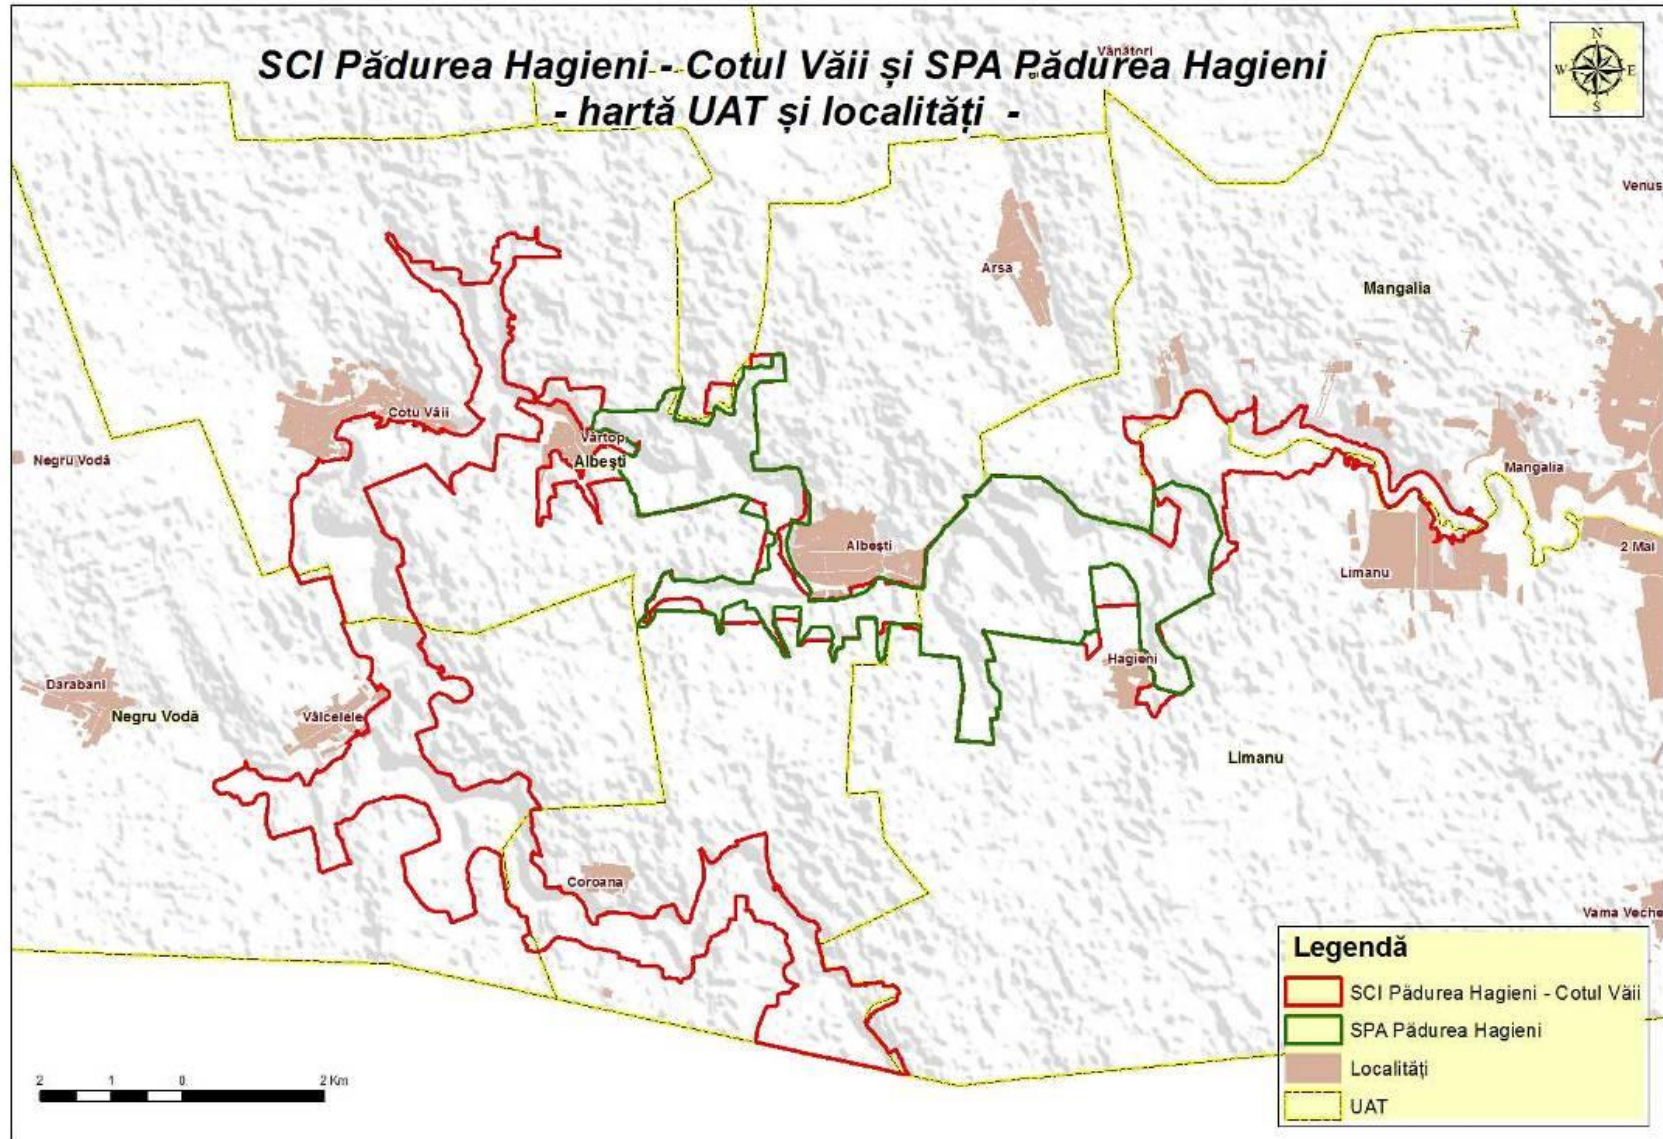 SCI Pădurea Hagieni - Cotul Văii și SPA Pădurea Hagieni
- hartă UAT și localități -
N
W E
S
Vânători
Venus
Arsa
Mangalia
Cotu Văii
Vârtop
Albești
Negru Vodă
Mangalia
Albești
2 Mai
Limanu
Hagieni
Darabani
Negru Vodă
Vâlcelele
Limanu
Coroana
Vama Veche
Legendă
SCI Pădurea Hagieni - Cotul Văii
SPA Pădurea Hagieni
Localități
UAT
2 1 0 2 Km